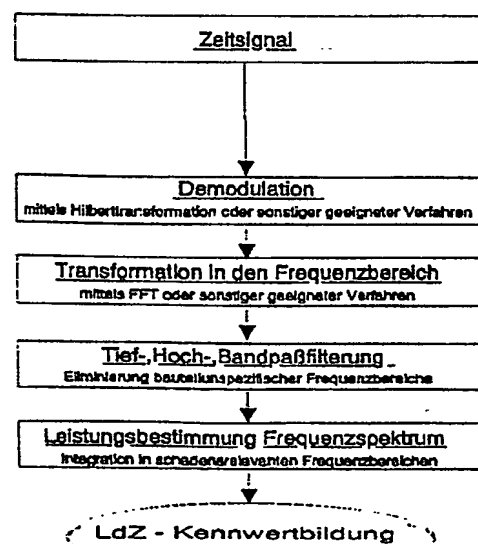 Zeitsignal
Demodulation
mittels Hilberttransformation oder sonstiger geeigneter Verfahren
Transformation in den Frequenzbereich
mittels FFT oder sonstiger geeigneter Verfahren
Tief-,Hoch-,Bandpaßfilterung
Eliminierung bauteilunspezifischer Frequenzbereiche
Leistungsbestimmung Frequenzspektrum
Integration in schadensrelevanten Frequenzbereichen
LdZ - Kennwertbildung